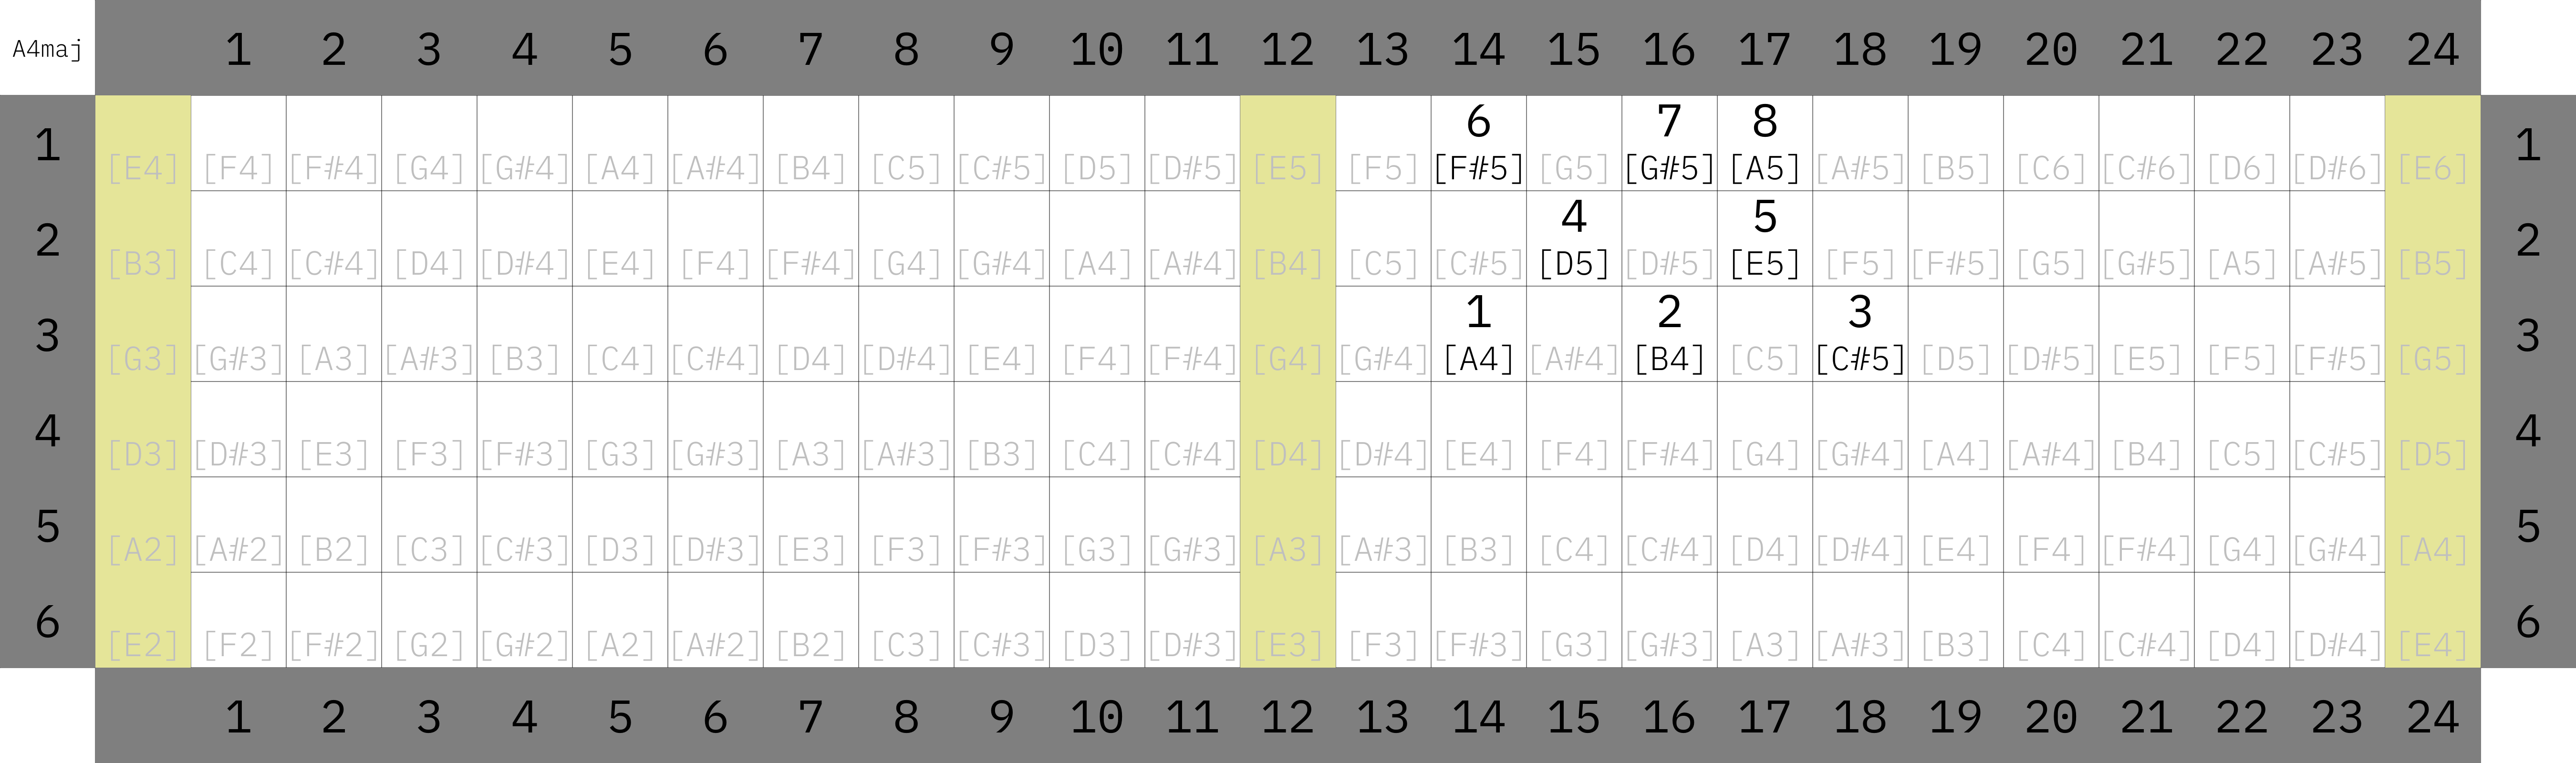 A4maj 1 2 3 4 5 6 7 8 9 10 11 12 13 14 15 16 17 18 19 20 21 22 23 24
6 7 8
1 [E4] [F4] [F#4] [G4] [G#4] [A4] [A#4] [B4] [C5] [C#5] [D5] [D#5] [E5] [F5] [F#5] [G5] [G#5] [A5] [A#5] [B5] [C6] [C#6] [D6] [D#6] [E6] 1
4 5
2 [B3] [C4] [C#4] [D4] [D#4] [E4] [F4] [F#4] [G4] [G#4] [A4] [A#4] [B4] [C5] [C#5] [D5] [D#5] [E5] [F5] [F#5] [G5] [G#5] [A5] [A#5] [B5] 2
1 2 3
3 [G3] [G#3] [A3] [A#3] [B3] [C4] [C#4] [D4] [D#4] [E4] [F4] [F#4] [G4] [G#4] [A4] [A#4] [B4] [C5] [C#5] [D5] [D#5] [E5] [F5] [F#5] [G5] 3
4 [D3] [D#3] [E3] [F3] [F#3] [G3] [G#3] [A3] [A#3] [B3] [C4] [C#4] [D4] [D#4] [E4] [F4] [F#4] [G4] [G#4] [A4] [A#4] [B4] [C5] [C#5] [D5] 4
5 [A2] [A#2] [B2] [C3] [C#3] [D3] [D#3] [E3] [F3] [F#3] [G3] [G#3] [A3] [A#3] [B3] [C4] [C#4] [D4] [D#4] [E4] [F4] [F#4] [G4] [G#4] [A4] 5
6 [E2] [F2] [F#2] [G2] [G#2] [A2] [A#2] [B2] [C3] [C#3] [D3] [D#3] [E3] [F3] [F#3] [G3] [G#3] [A3] [A#3] [B3] [C4] [C#4] [D4] [D#4] [E4] 6
1 2 3 4 5 6 7 8 9 10 11 12 13 14 15 16 17 18 19 20 21 22 23 24